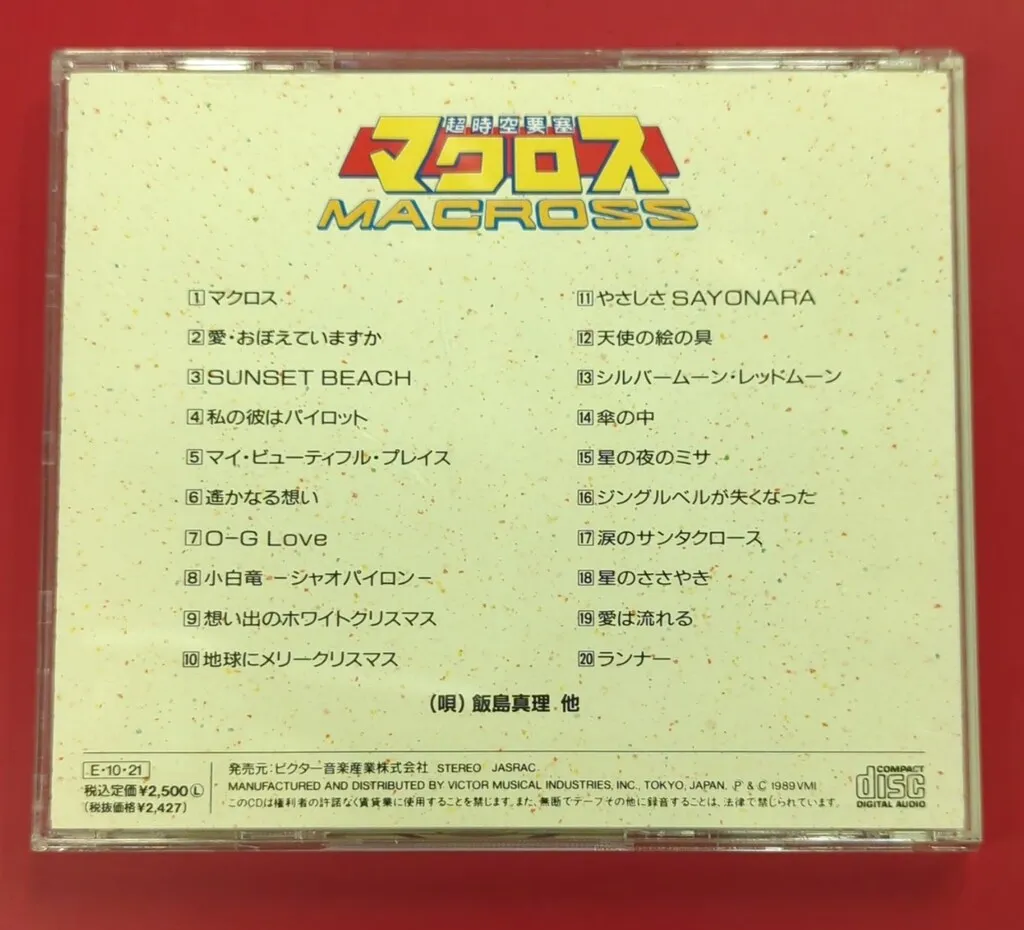 超時空要塞
マクロス
MACROSS
1 マクロス
2 愛・おぼえていますか
3 SUNSET BEACH
4 私の彼はパイロット
5 マイ・ビューティフル・プレイス
6 遙かなる想い
7 O-G Love
8 小白竜 －シャオパイロン－
9 想い出のホワイトクリスマス
10 地球にメリークリスマス
11 やさしさ SAYONARA
12 天使の絵の具
13 シルバームーン・レッドムーン
14 傘の中
15 星の夜のミサ
16 ジングルベルが失くなった
17 涙のサンタクロース
18 星のささやき
19 愛は流れる
20 ランナー
(唄) 飯島真理 他
E・10・21
税込定価¥2,500Ⓛ
(税抜価格¥2,427)
発売元:ビクター音楽産業株式会社 STEREO JASRAC
MANUFACTURED AND DISTRIBUTED BY VICTOR MUSICAL INDUSTRIES, INC., TOKYO, JAPAN. ℗ & © 1989 VMI
このCDは権利者の許諾なく賃貸業に使用することを禁じます。また、無断でテープその他に録音することは、法律で禁じられています。
COMPACT
disc
DIGITAL AUDIO